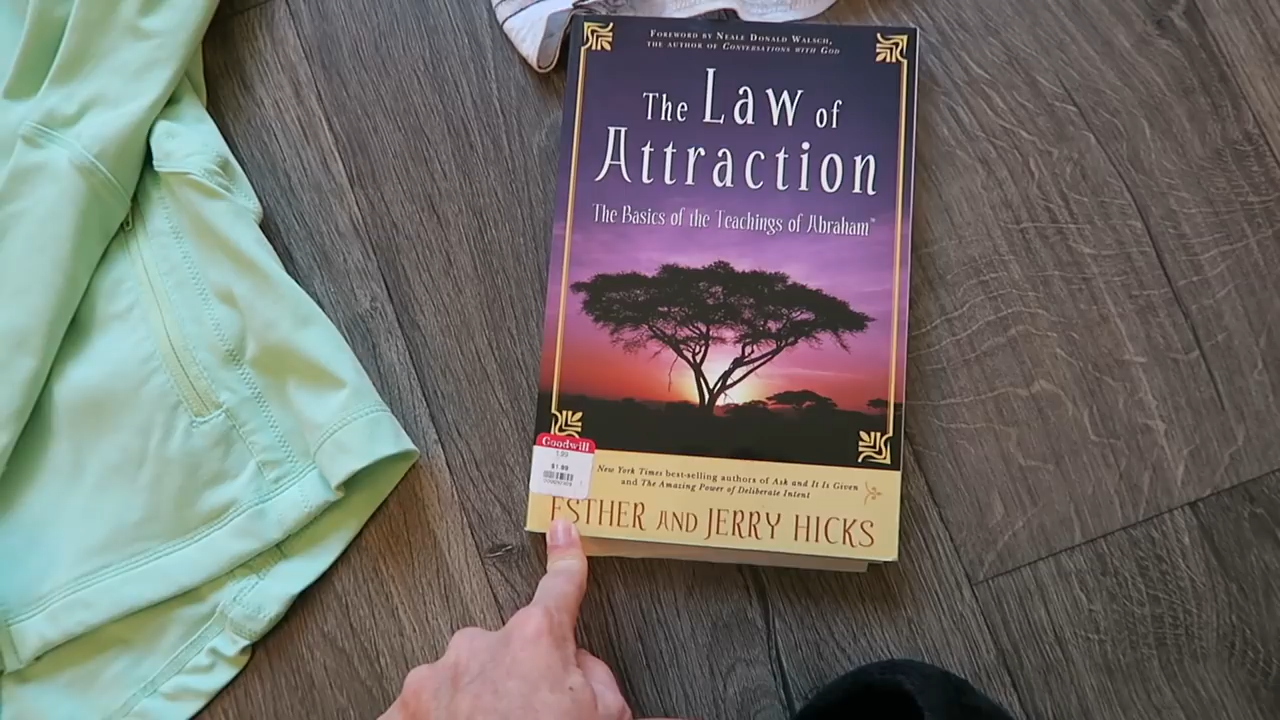 FOREWORD BY NEALE DONALD WALSCH,
THE AUTHOR OF CONVERSATIONS WITH GOD
The Law of
Attraction
The Basics of the Teachings of Abraham™
Goodwill
1.99
$1.99
New York Times best-selling authors of Ask and It Is Given
and The Amazing Power of Deliberate Intent
ESTHER AND JERRY HICKS